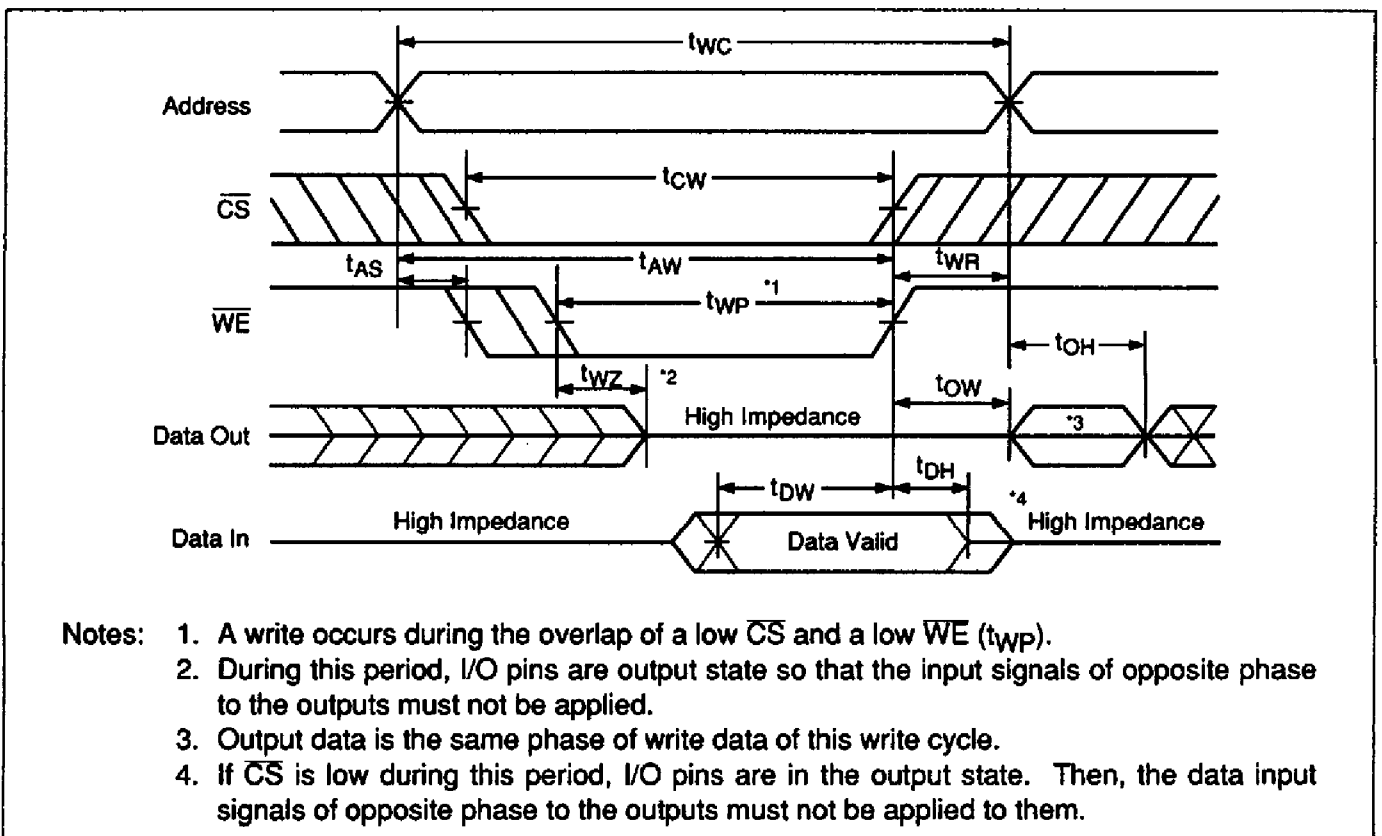 tWC
Address
tCW
CS
tAS
tAW
tWR
tWP *1
WE
tOH
tWZ *2
tOW
High Impedance
*3
Data Out
tDH
tDW
*4
High Impedance
High Impedance
Data In
Data Valid
Notes: 1. A write occurs during the overlap of a low C̅S̅ and a low W̅E̅ (tWP).
2. During this period, I/O pins are output state so that the input signals of opposite phase
to the outputs must not be applied.
3. Output data is the same phase of write data of this write cycle.
4. If C̅S̅ is low during this period, I/O pins are in the output state. Then, the data input
signals of opposite phase to the outputs must not be applied to them.